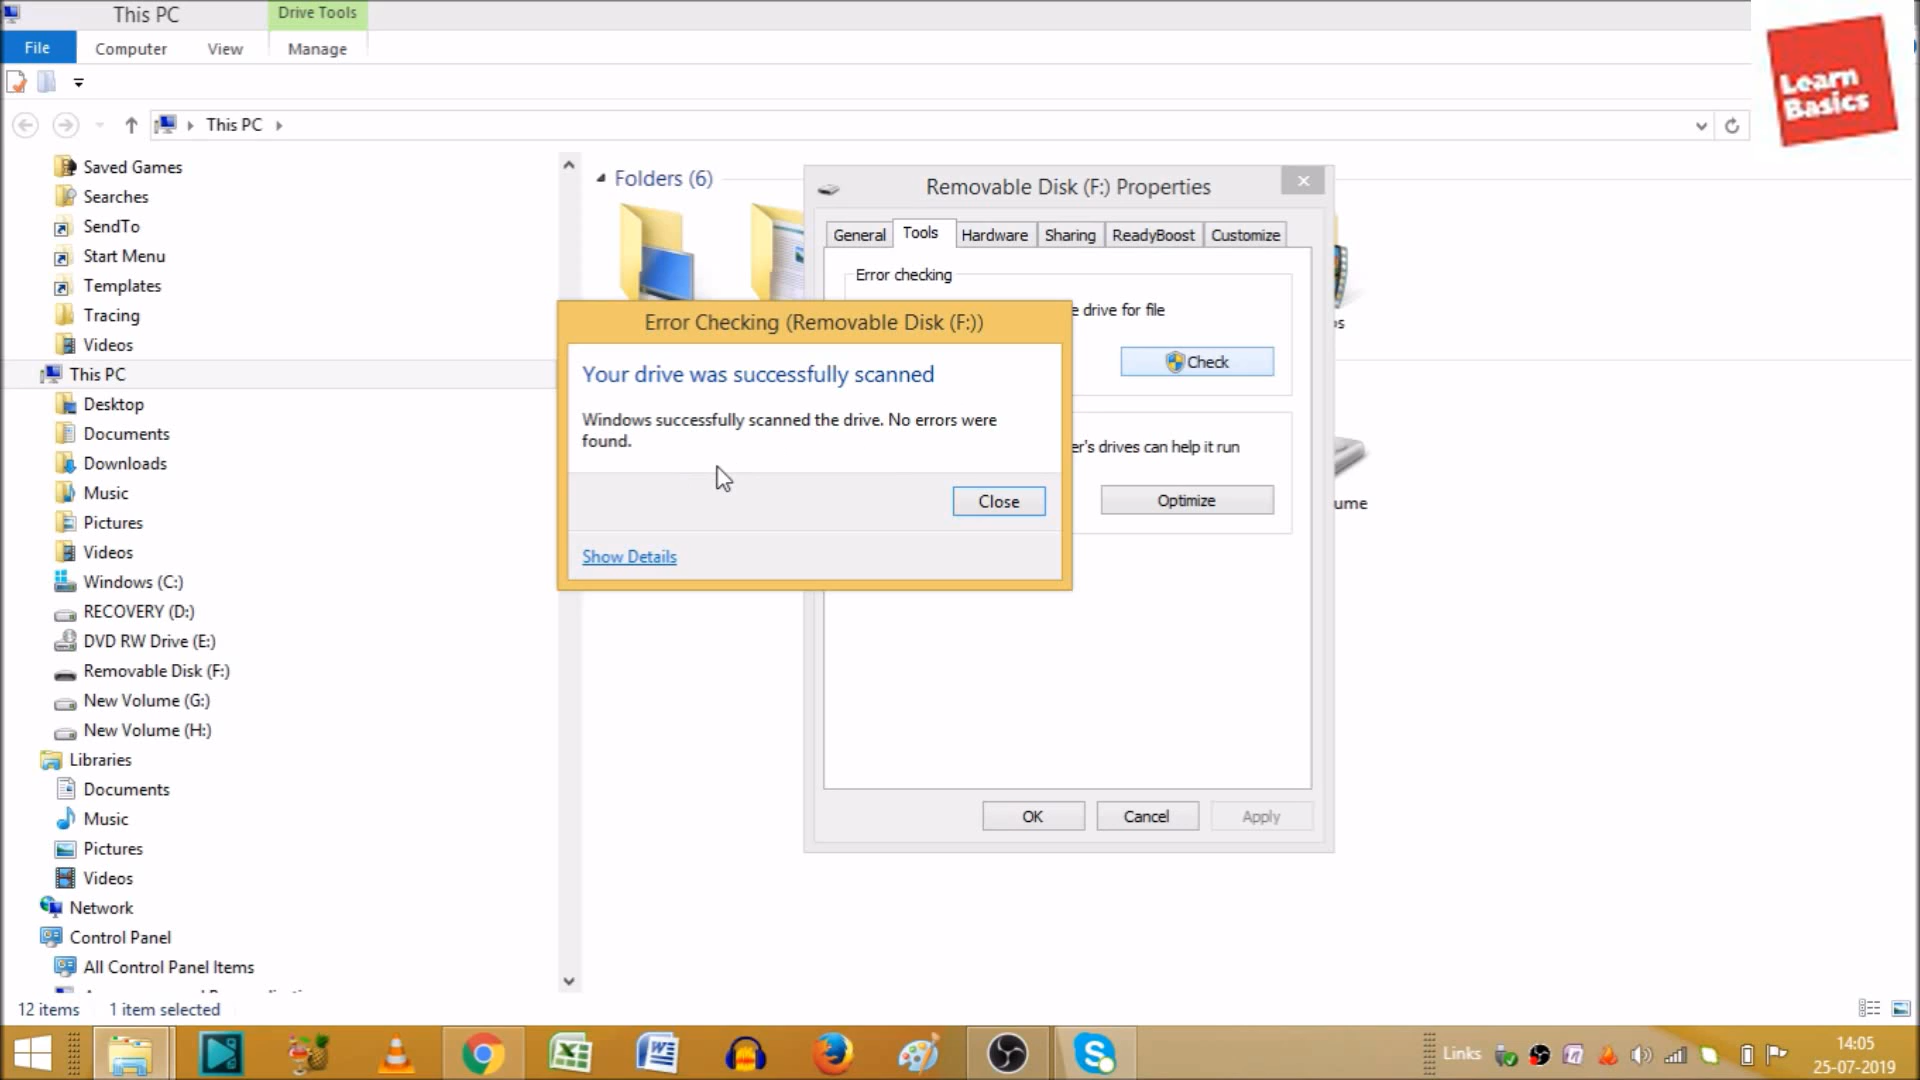 This PC
Drive Tools
File
Computer
View
Manage
This PC
Learn
Basics
Saved Games
Searches
SendTo
Start Menu
Templates
Tracing
Videos
This PC
Desktop
Documents
Downloads
Music
Pictures
Videos
Windows (C:)
RECOVERY (D:)
DVD RW Drive (E:)
Removable Disk (F:)
New Volume (G:)
New Volume (H:)
Libraries
Documents
Music
Pictures
Videos
Network
Control Panel
All Control Panel Items
12 items
1 item selected
Folders (6)
Removable Disk (F:) Properties
General
Tools
Hardware
Sharing
ReadyBoost
Customize
Error checking
drive for file
Check
drives can help it run
Optimize
OK
Cancel
Apply
Error Checking (Removable Disk (F:))
Your drive was successfully scanned
Windows successfully scanned the drive. No errors were
found.
Close
Show Details
Links
14:05
25-07-2019